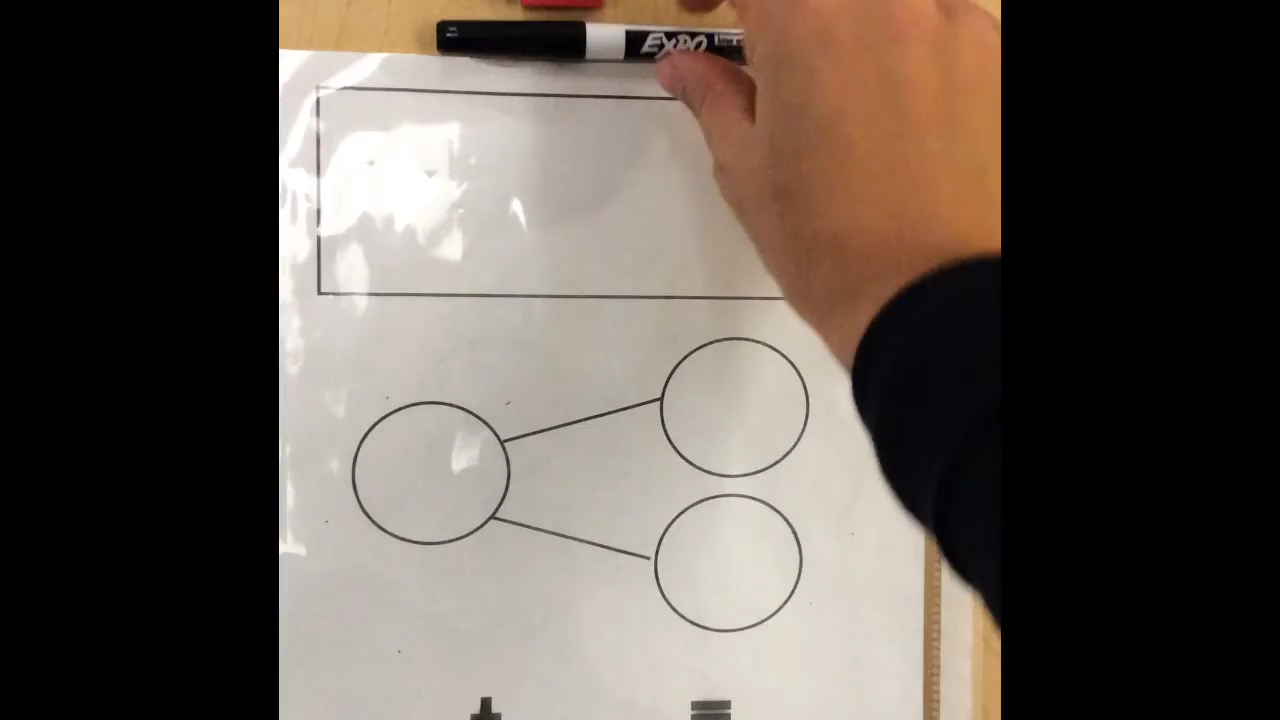 EXPO
+ =